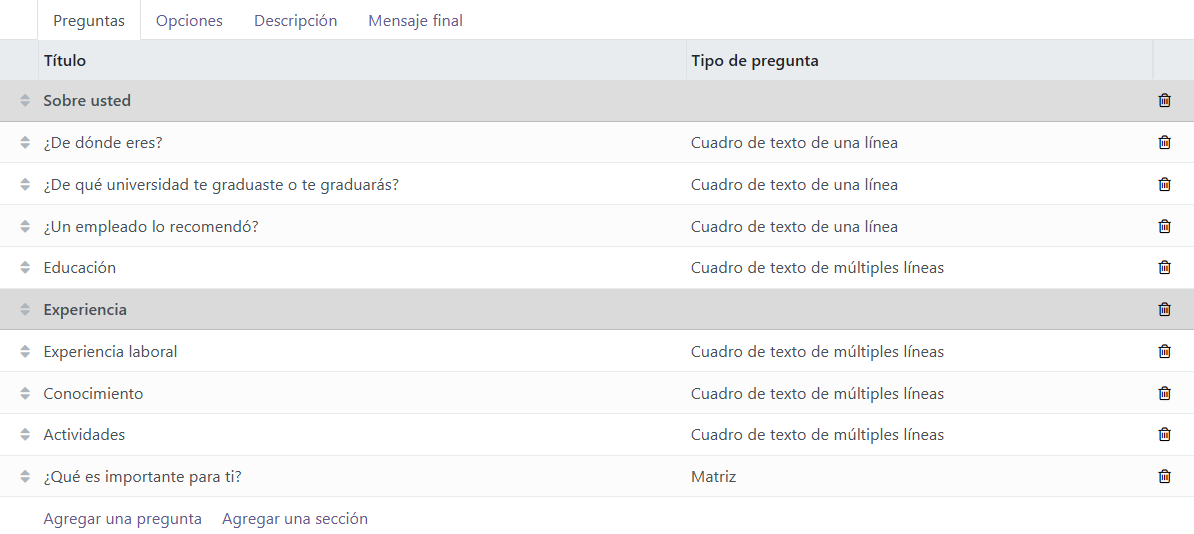 Preguntas Opciones Descripción Mensaje final
Título Tipo de pregunta
Sobre usted
¿De dónde eres? Cuadro de texto de una línea
¿De qué universidad te graduaste o te graduarás? Cuadro de texto de una línea
¿Un empleado lo recomendó? Cuadro de texto de una línea
Educación Cuadro de texto de múltiples líneas
Experiencia
Experiencia laboral Cuadro de texto de múltiples líneas
Conocimiento Cuadro de texto de múltiples líneas
Actividades Cuadro de texto de múltiples líneas
¿Qué es importante para ti? Matriz
Agregar una pregunta Agregar una sección